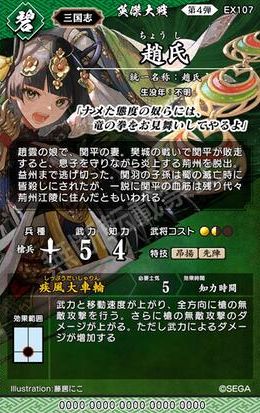 碧
三国志
英傑大戦
第4弾
EX107
ちょう し
趙氏
統一名称：趙氏
生没年 不明
「ナメた態度の奴らには、
竜の拳をお見舞いしてやるよ」
趙雲の娘で、関平の妻。樊城の戦いで関平が敗走
すると、息子を守りながら炎上する荊州を脱出。
益州まで逃げ切った。関羽の子孫は蜀の滅亡時に
皆殺しにされたが、一説に関平の血筋は残り代々
荊州江陵に住んだともいわれる。
兵種 武力 知力 武将コスト
槍兵 5 4
特技 昂揚 先陣
しっぷうだいしゃりん
疾風大車輪
必要士気 5
効果時間 知力時間
効果範囲
武力と移動速度が上がり、全方向に槍の無
敵攻撃を行う。さらに槍の無敵攻撃のダメ
ージが上がる。ただし武力によるダメージ
が増加する
Illustration:藤居にこ
©SEGA
0000-0000-0000-0000-0000